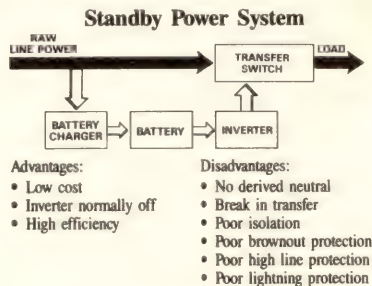 Standby Power System
RAW
LINE POWER
LOAD
TRANSFER
SWITCH
BATTERY
CHARGER
BATTERY
INVERTER
Advantages:
• Low cost
• Inverter normally off
• High efficiency
Disadvantages:
• No derived neutral
• Break in transfer
• Poor isolation
• Poor brownout protection
• Poor high line protection
• Poor lightning protection